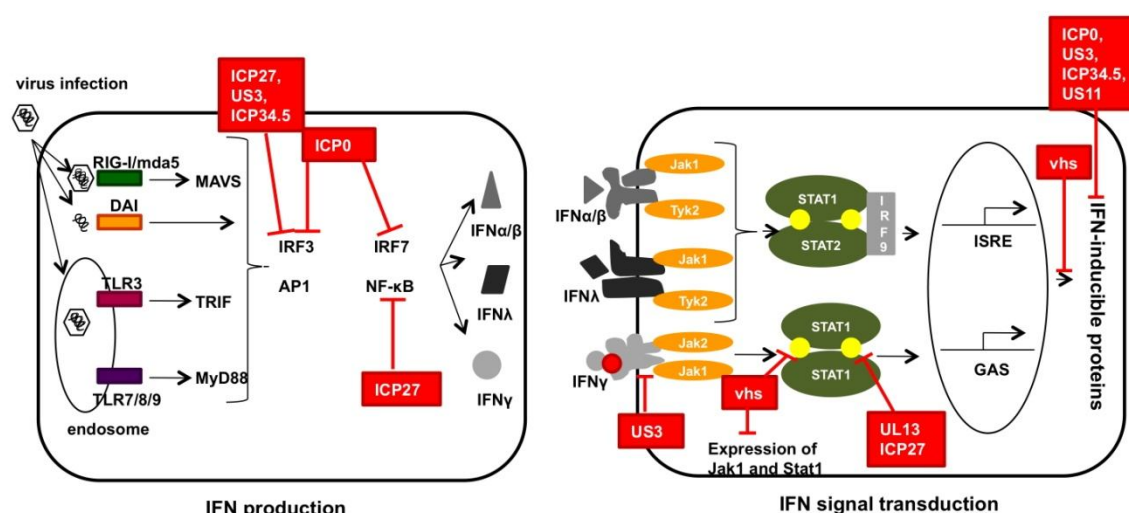 virus infection
RIG-I/mda5
MAVS
DAI
TLR3
TRIF
MyD88
TLR7/8/9
endosome
ICP27,
US3,
ICP34.5
ICP0
IRF3
IRF7
AP1
NF-κB
ICP27
IFNα/β
IFNλ
IFNγ
IFN production
IFNα/β
Jak1
Tyk2
IFNλ
Jak1
Tyk2
IFNγ
Jak2
Jak1
US3
vhs
Expression of
Jak1 and Stat1
STAT1
STAT2
IRF9
STAT1
STAT1
UL13
ICP27
ISRE
GAS
vhs
ICP0,
US3,
ICP34.5,
US11
IFN-inducible proteins
IFN signal transduction